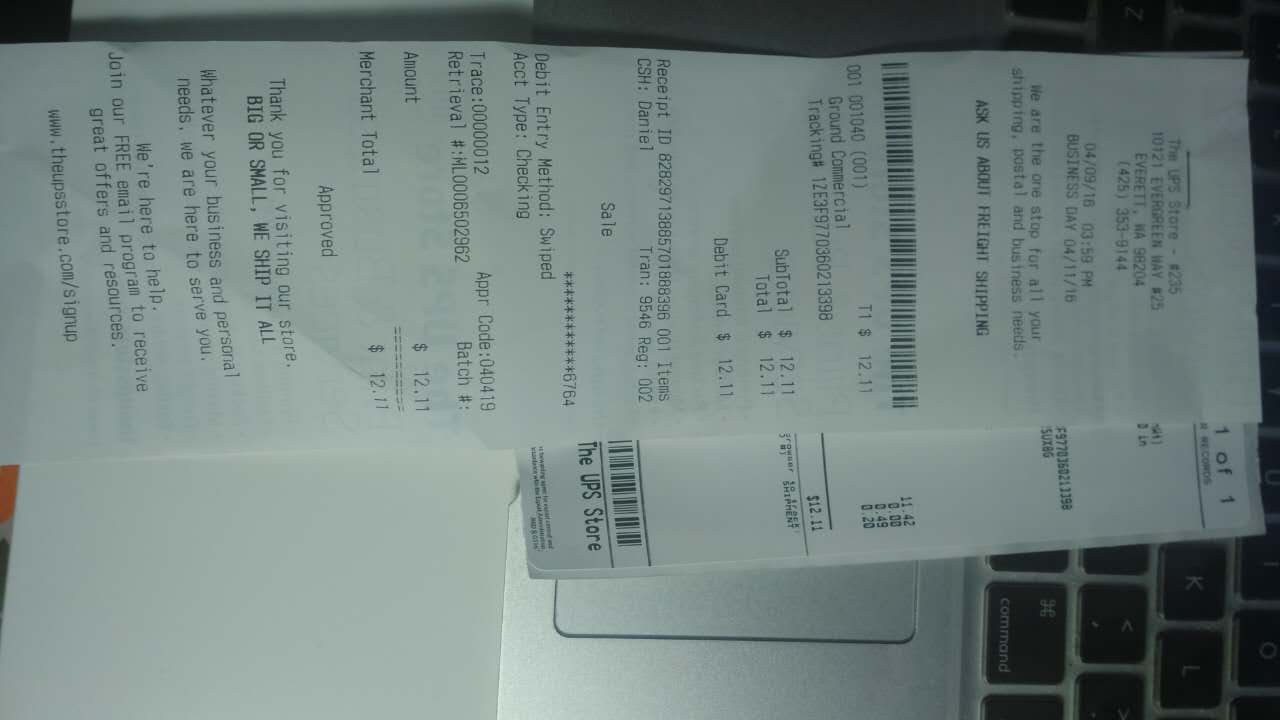 The UPS Store - #235
10121 EVERGREEN WAY #25
EVERETT, WA 98204
(425) 353-9144
04/09/16 03:59 PM
BUSINESS DAY 04/11/16
We are the one stop for all your
shipping, postal and business needs.
ASK US ABOUT FREIGHT SHIPPING
001 001040 (001) T1 $ 12.11
Ground Commercial
Tracking# 1ZE3F9770360213398
SubTotal $ 12.11
Total $ 12.11
Debit Card $ 12.11
Receipt ID 82829713885701888396 001 Items
CSH: Daniel Tran: 9546 Reg: 002
Sale
************6764
Debit Entry Method: Swiped
Acct Type: Checking
Trace:00000012 Appr Code:040419
Retrieval #:ML0006502962 Batch #:
Amount $ 12.11
=========
Merchant Total $ 12.11
Approved
Thank you for visiting our store.
BIG OR SMALL, WE SHIP IT ALL
Whatever your business and personal
needs, we are here to serve you.
We're here to help.
Join our FREE email program to receive
great offers and resources.
www.theupsstore.com/signup
1 of 1
RECORDS
F9770360213398
11.42
0.00
0.49
0.20
$12.11
SHIPMENT
The UPS Store
Z
K
O
<
,
L
⌘
command